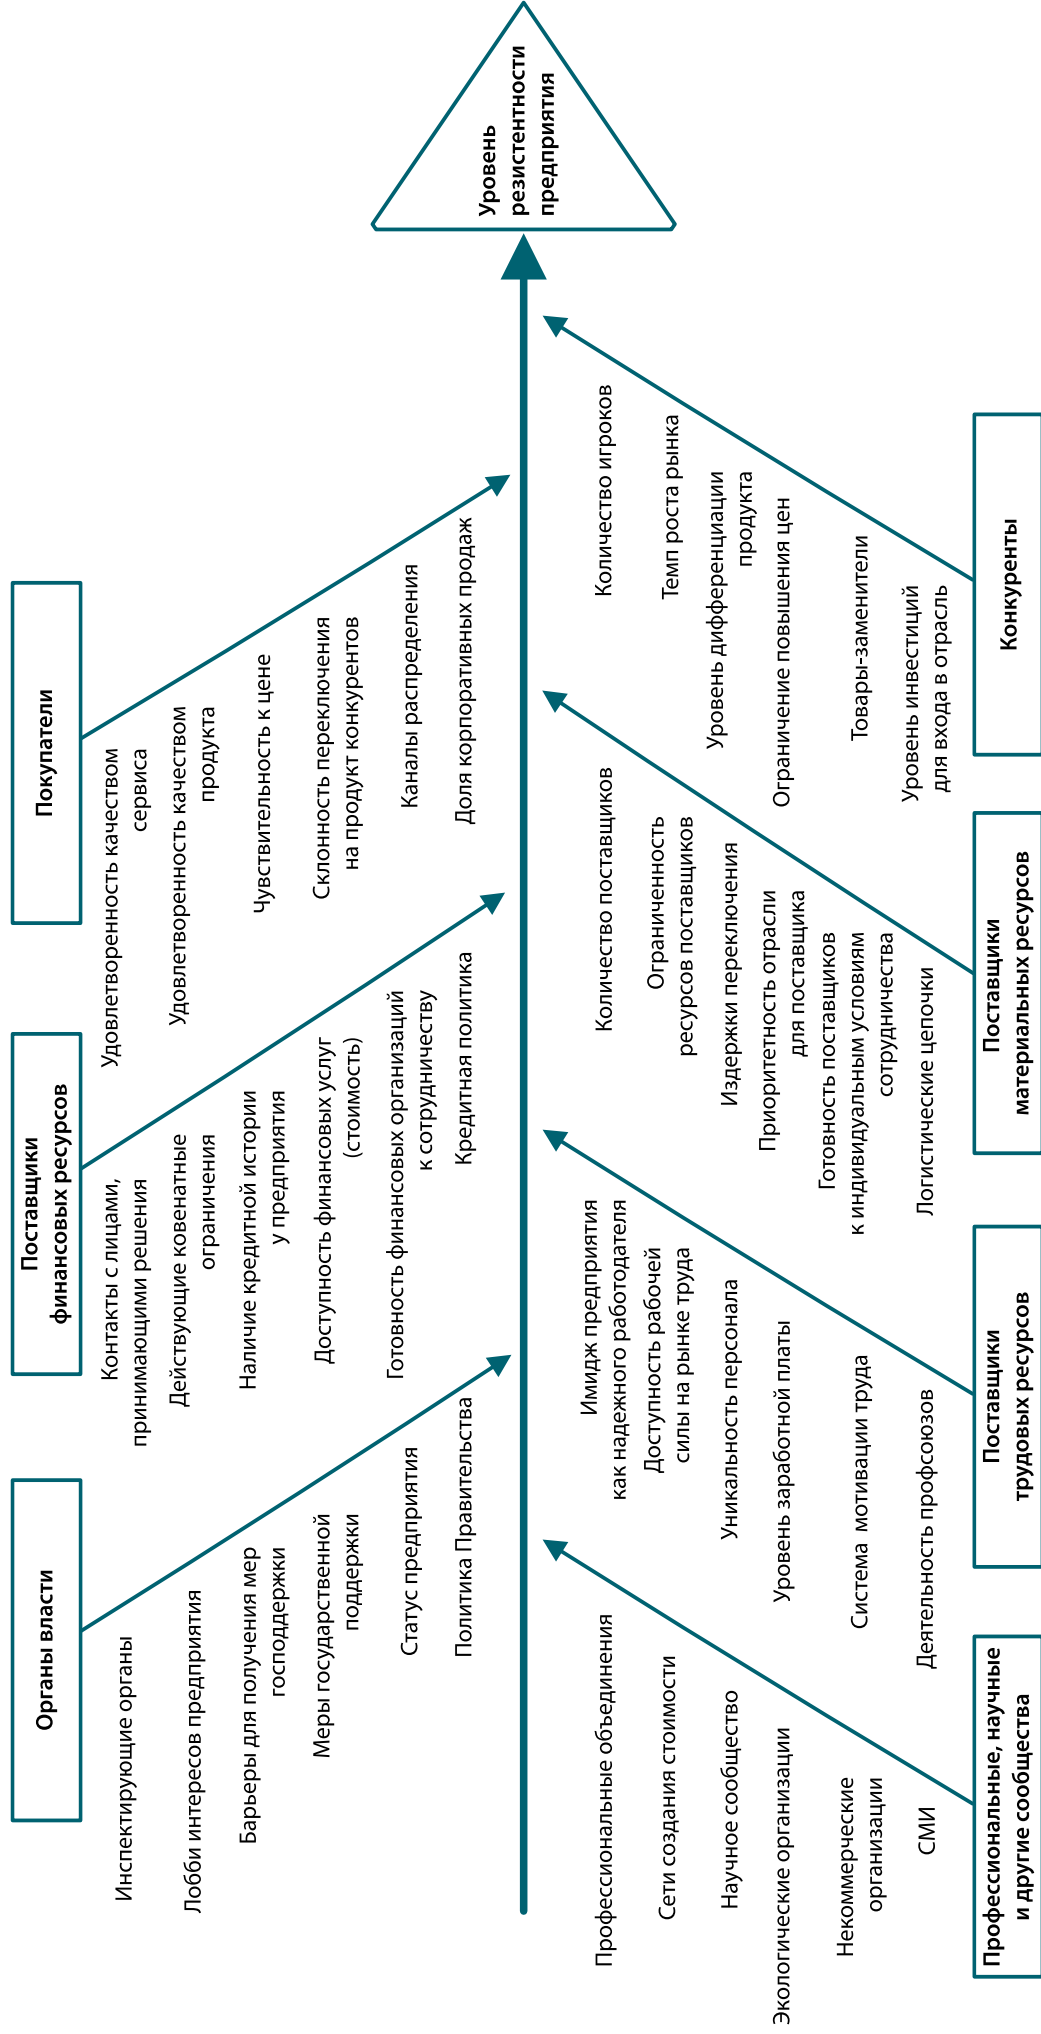 Органы власти
Инспектирующие органы
Лобби интересов предприятия
Барьеры для получения мер
господдержки
Меры государственной
поддержки
Статус предприятия
Политика Правительства
Поставщики
финансовых ресурсов
Контакты с лицами,
принимающими решения
Действующие ковенатные
ограничения
Наличие кредитной истории
у предприятия
Доступность финансовых услуг
(стоимость)
Готовность финансовых организаций
к сотрудничеству
Кредитная политика
Покупатели
Удовлетворенность качеством
сервиса
Удовлетворенность качеством
продукта
Чувствительность к цене
Склонность переключения
на продукт конкурентов
Каналы распределения
Доля корпоративных продаж
Уровень
резистентности
предприятия
Профессиональные объединения
Сети создания стоимости
Научное сообщество
Экологические организации
Некоммерческие
организации
СМИ
Профессиональные, научные
и другие сообщества
Имидж предприятия
как надежного работодателя
Доступность рабочей
силы на рынке труда
Уникальность персонала
Уровень заработной платы
Система мотивации труда
Деятельность профсоюзов
Поставщики
трудовых ресурсов
Количество поставщиков
Ограниченность
ресурсов поставщиков
Издержки переключения
Приоритетность отрасли
для поставщика
Готовность поставщиков
к индивидуальным условиям
сотрудничества
Логистические цепочки
Поставщики
материальных ресурсов
Количество игроков
Темп роста рынка
Уровень дифференциации
продукта
Ограничение повышения цен
Товары-заменители
Уровень инвестиций
для входа в отрасль
Конкуренты